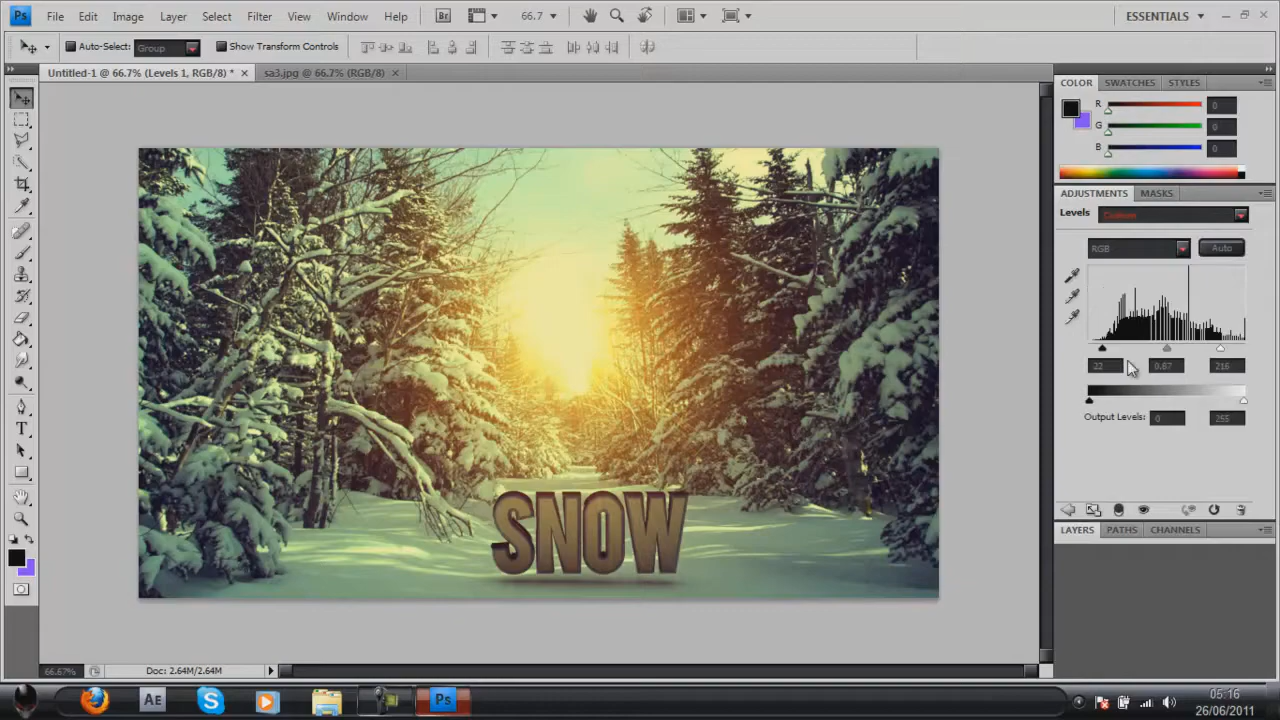 Ps File Edit Image Layer Select Filter View Window Help Br 66.7 ESSENTIALS
Auto-Select: Group Show Transform Controls
Untitled-1 @ 66.7% (Levels 1, RGB/8) * × sa3.jpg @ 66.7% (RGB/8) ×
COLOR SWATCHES STYLES
R 0
G 0
B 0
ADJUSTMENTS MASKS
Levels Custom
RGB Auto
22 0.87 216
Output Levels: 0 255
LAYERS PATHS CHANNELS
T
SNOW
66.67% Doc: 2.64M/2.64M
AE Ps 05:16
26/06/2011